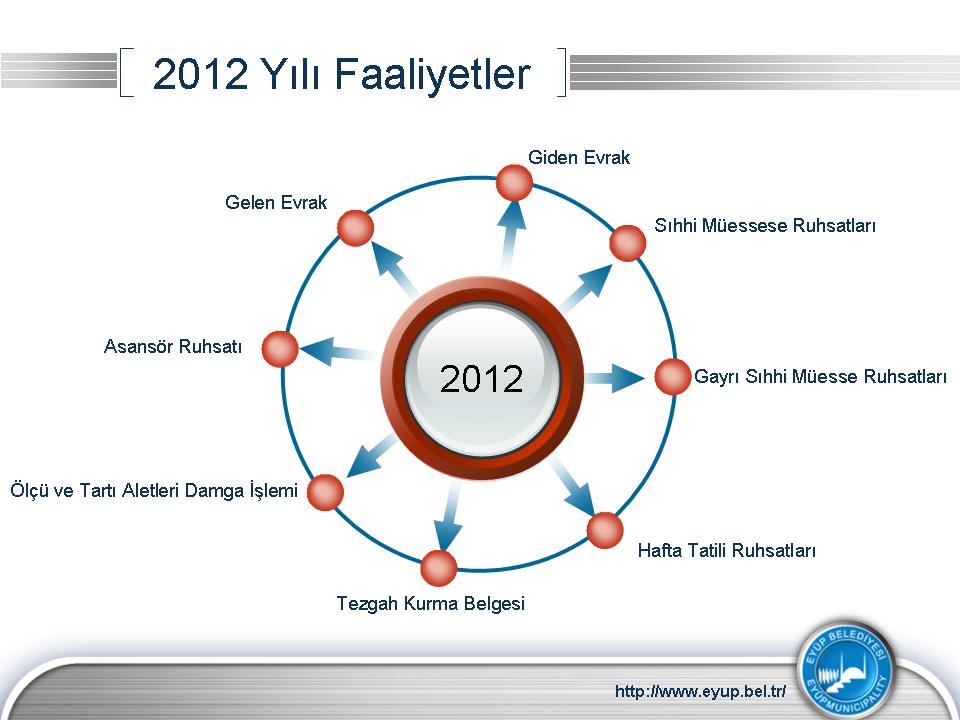 2012 Yılı Faaliyetler
Giden Evrak
Gelen Evrak
Sıhhi Müessese Ruhsatları
Asansör Ruhsatı
2012
Gayrı Sıhhi Müesse Ruhsatları
Ölçü ve Tartı Aletleri Damga İşlemi
Hafta Tatili Ruhsatları
Tezgah Kurma Belgesi
EYÜP BELEDİYESİ
EYÜPMUNICIPALITY
http://www.eyup.bel.tr/